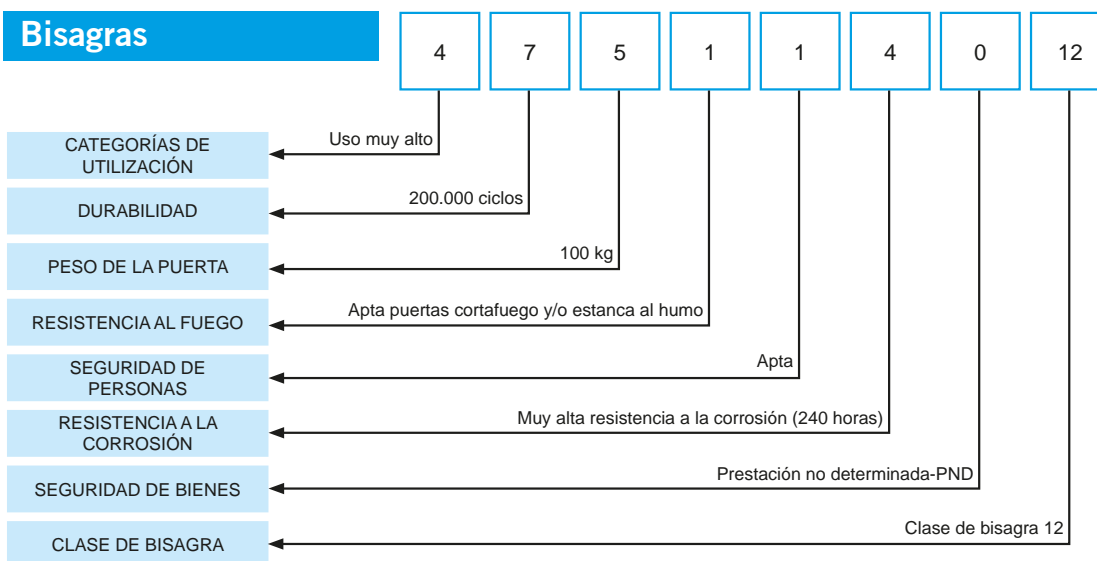 Bisagras
4 7 5 1 1 4 0 12
Uso muy alto
CATEGORÍAS DE
UTILIZACIÓN
200.000 ciclos
DURABILIDAD
100 kg
PESO DE LA PUERTA
Apta puertas cortafuego y/o estanca al humo
RESISTENCIA AL FUEGO
Apta
SEGURIDAD DE
PERSONAS
Muy alta resistencia a la corrosión (240 horas)
RESISTENCIA A LA
CORROSIÓN
Prestación no determinada-PND
SEGURIDAD DE BIENES
Clase de bisagra 12
CLASE DE BISAGRA